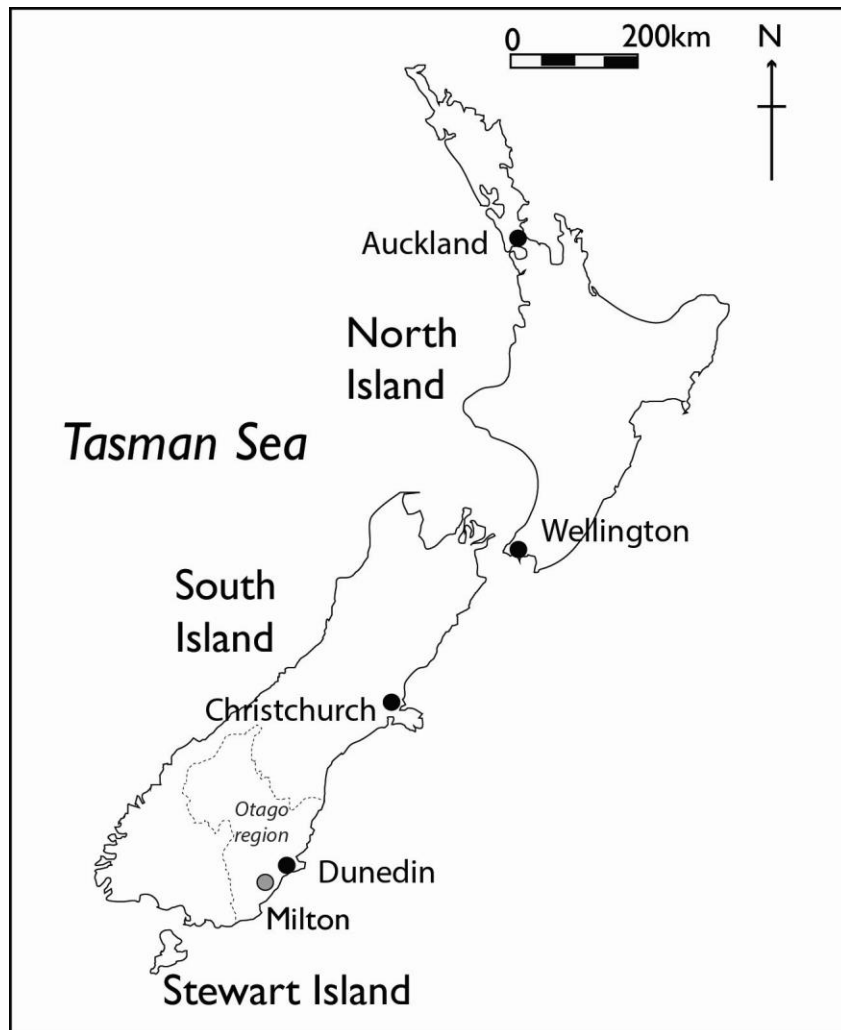 0 200km N
Auckland
North
Island
Tasman Sea
Wellington
South
Island
Christchurch
Otago
region
Dunedin
Milton
Stewart Island